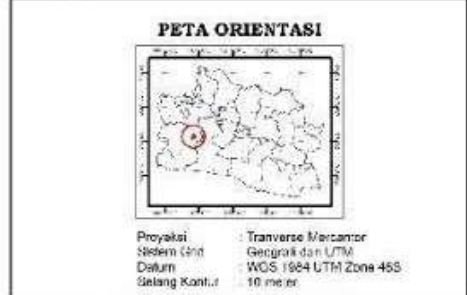 PETA ORIENTASI
Proyeksi : Tranverse Mercantor
Sistem Grid : Geografi dan UTM
Datum : WGS 1984 UTM Zone 48S
Selang Kontur : 10 meter